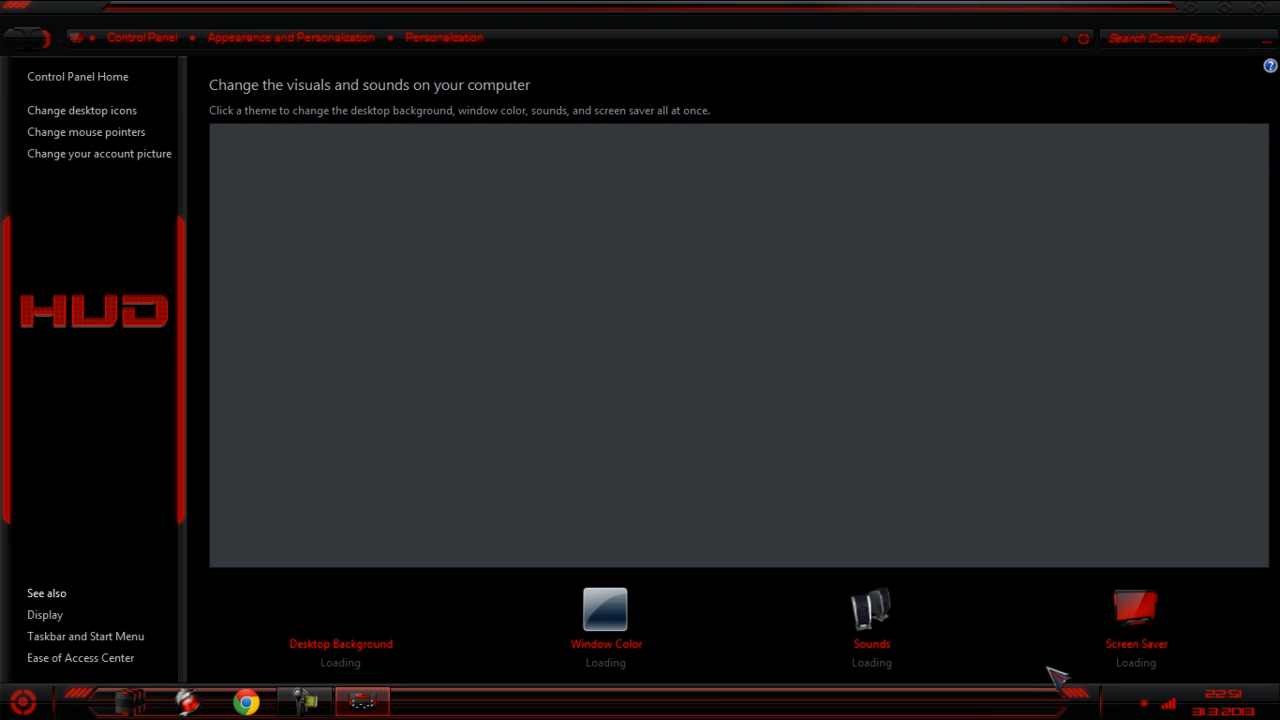 Control Panel
Appearance and Personalization
Personalization
Search Control Panel
Control Panel Home
Change desktop icons
Change mouse pointers
Change your account picture
HUD
See also
Display
Taskbar and Start Menu
Ease of Access Center
Change the visuals and sounds on your computer
Click a theme to change the desktop background, window color, sounds, and screen saver all at once.
Desktop Background
Loading
Window Color
Loading
Sounds
Loading
Screen Saver
Loading
22:51
31.3.2013